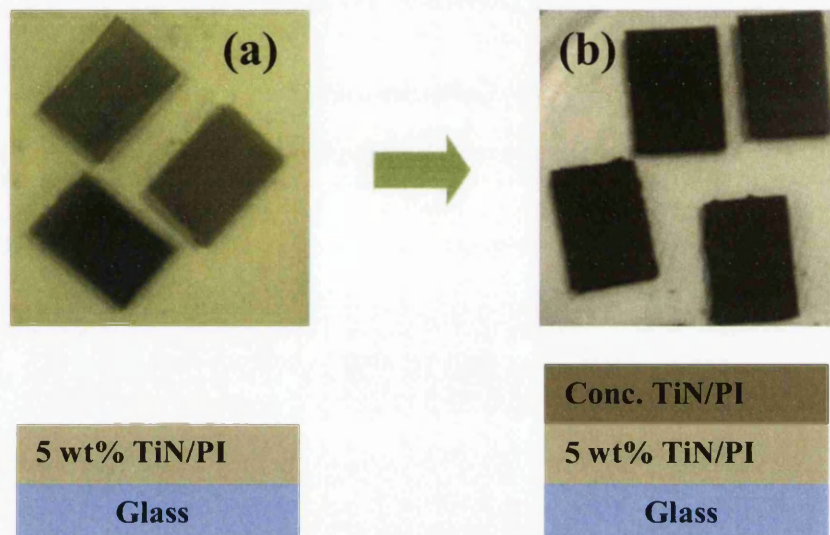 (a)
(b)
Conc. TiN/PI
5 wt% TiN/PI
5 wt% TiN/PI
Glass
Glass